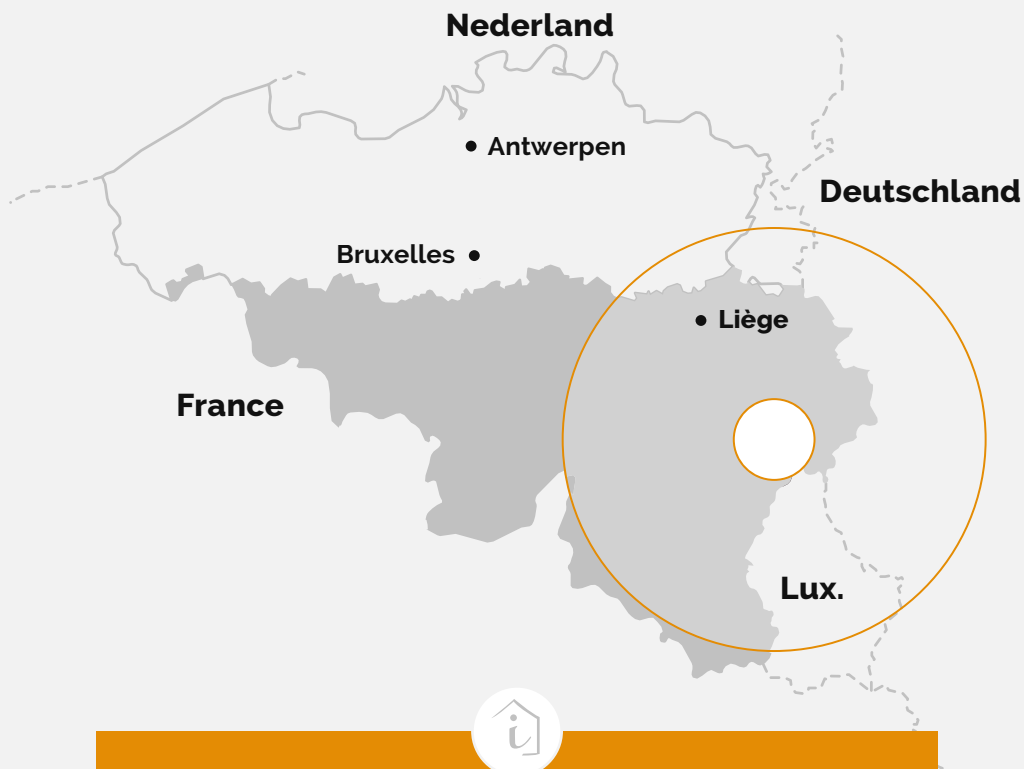 Nederland
Antwerpen
Deutschland
Bruxelles
Liège
France
Lux.
i